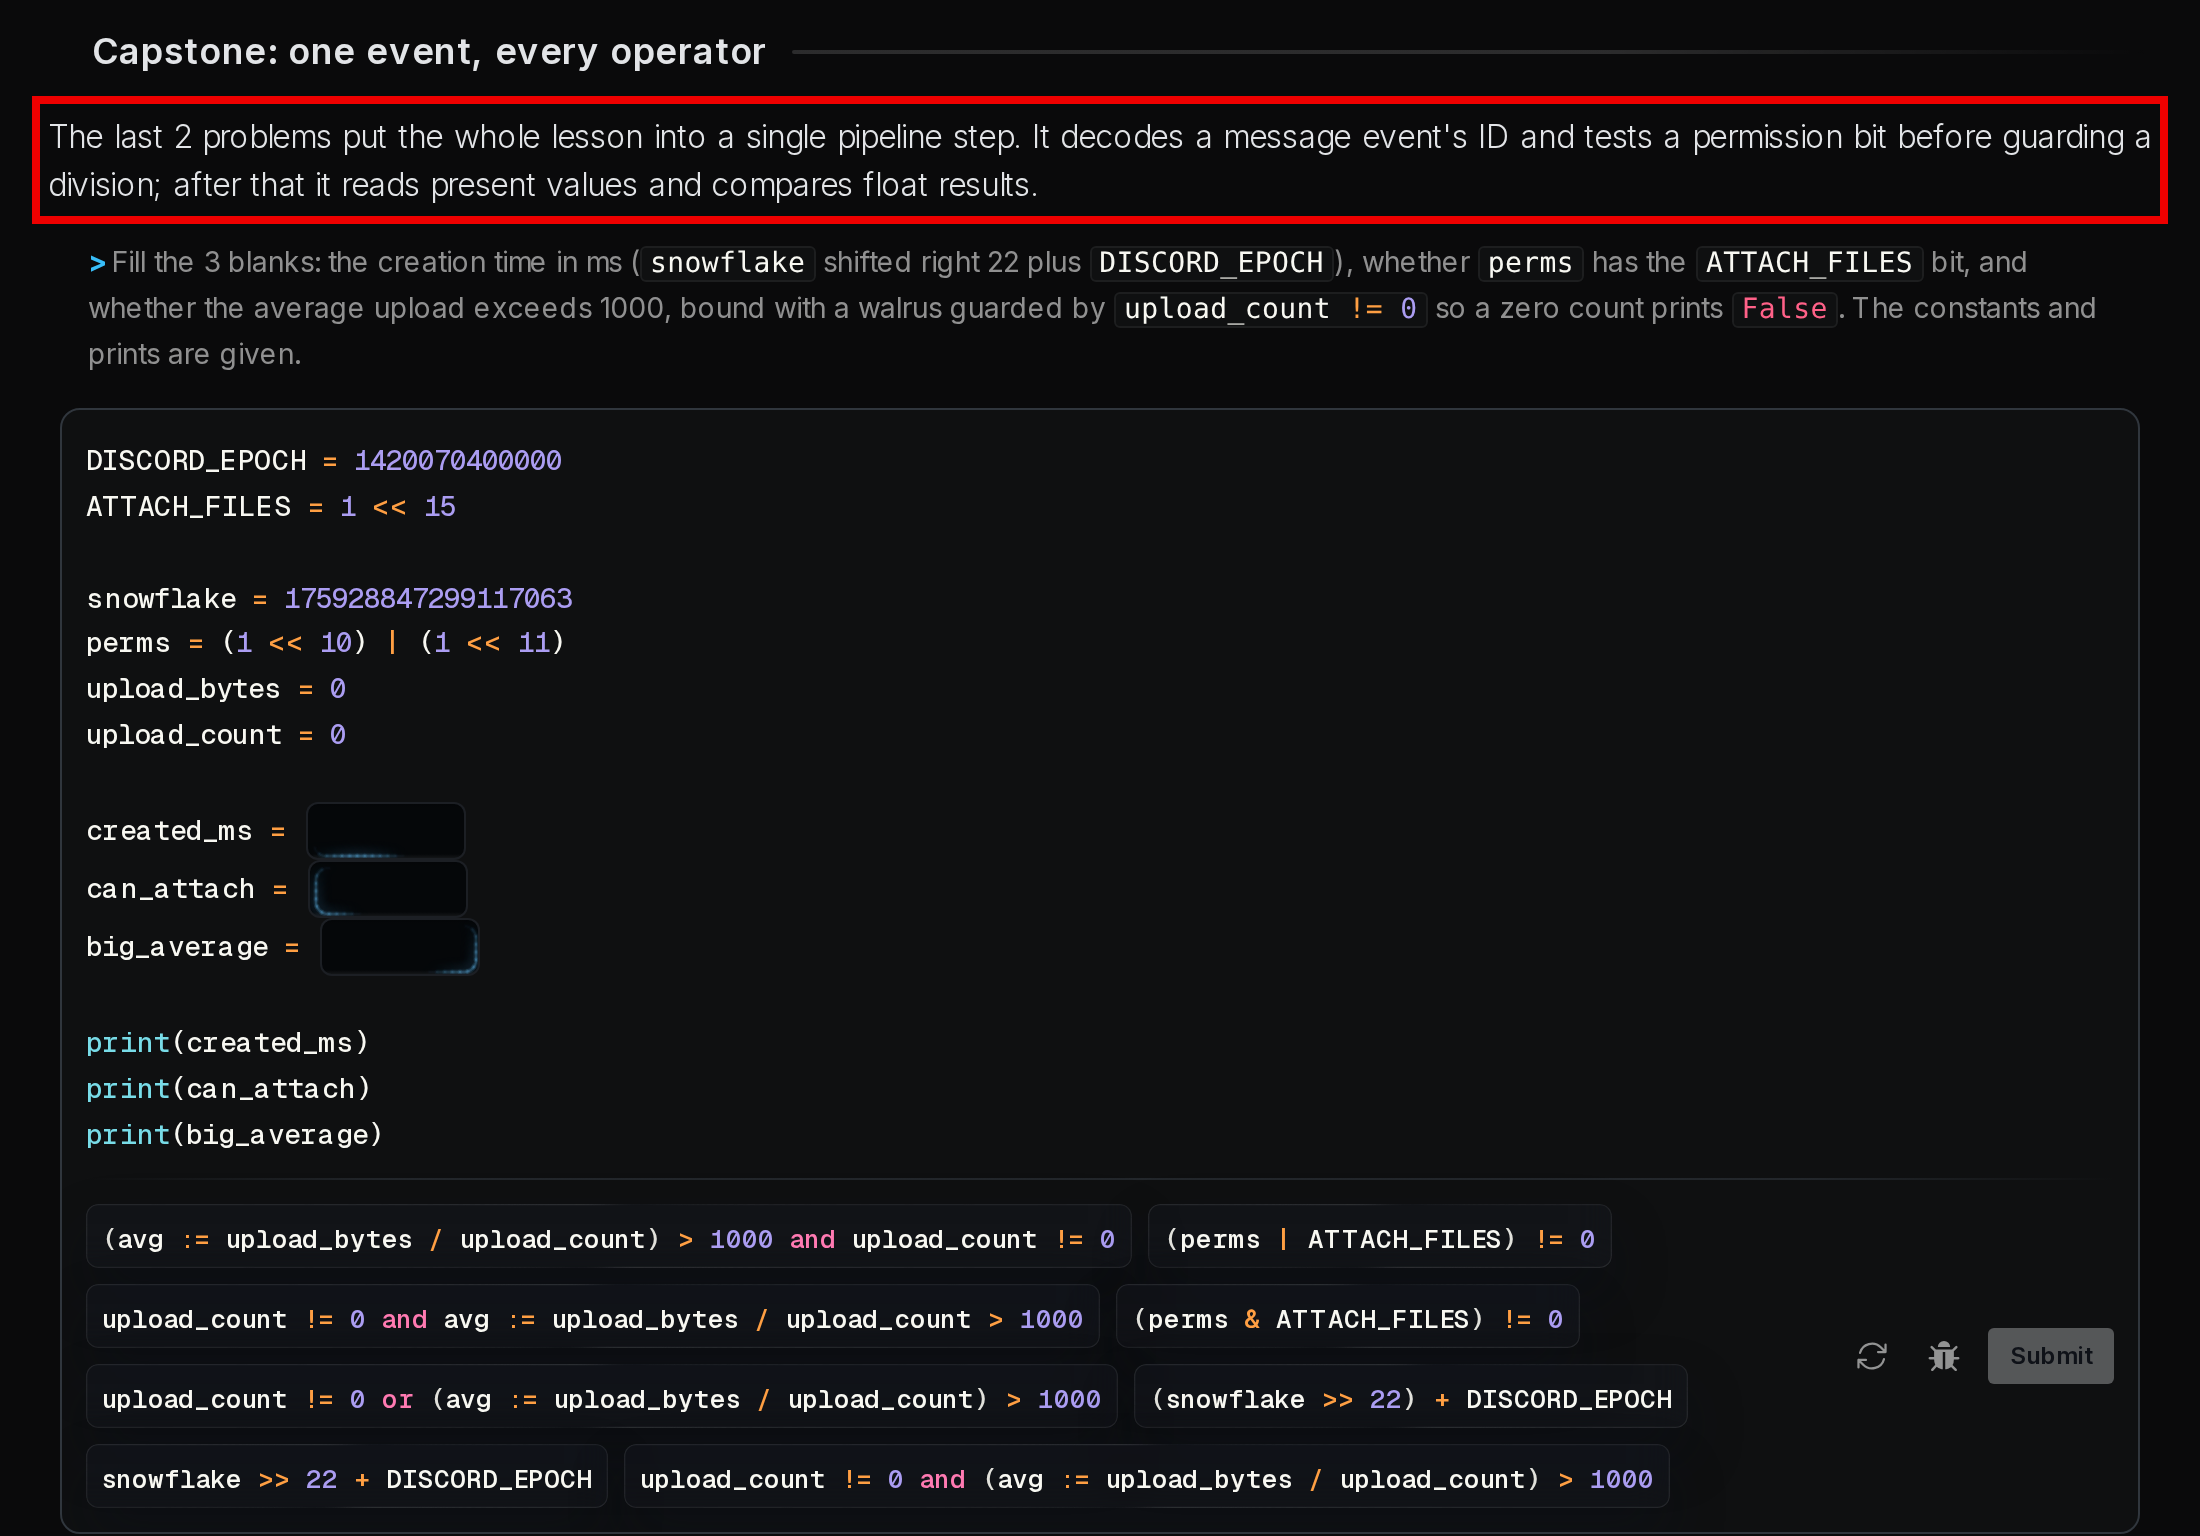 Capstone: one event, every operator
The last 2 problems put the whole lesson into a single pipeline step. It decodes a message event's ID and tests a permission bit before guarding a
division; after that it reads present values and compares float results.
> Fill the 3 blanks: the creation time in ms (snowflake shifted right 22 plus DISCORD_EPOCH), whether perms has the ATTACH_FILES bit, and
whether the average upload exceeds 1000, bound with a walrus guarded by upload_count != 0 so a zero count prints False. The constants and
prints are given.
DISCORD_EPOCH = 1420070400000
ATTACH_FILES = 1 << 15
snowflake = 175928847299117063
perms = (1 << 10) | (1 << 11)
upload_bytes = 0
upload_count = 0
created_ms =
can_attach =
big_average =
print(created_ms)
print(can_attach)
print(big_average)
(avg := upload_bytes / upload_count) > 1000 and upload_count != 0
(perms | ATTACH_FILES) != 0
upload_count != 0 and avg := upload_bytes / upload_count > 1000
(perms & ATTACH_FILES) != 0
upload_count != 0 or (avg := upload_bytes / upload_count) > 1000
(snowflake >> 22) + DISCORD_EPOCH
snowflake >> 22 + DISCORD_EPOCH
upload_count != 0 and (avg := upload_bytes / upload_count) > 1000
Submit